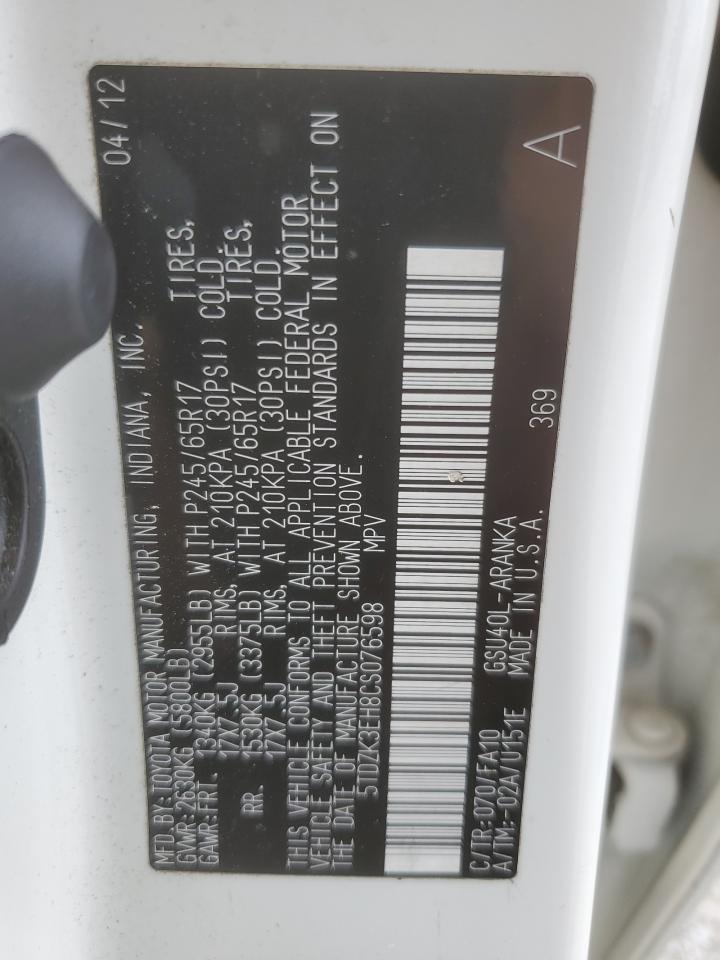 MFD.BY:TOYOTA MOTOR MANUFACTURING, INDIANA, INC. 04/12
GVWR:2630KG (5800LB)
GAWR:FRT. 1340KG (2955LB) WITH P245/65R17 TIRES,
17X7.5J RIMS, AT 210KPA (30PSI) COLD
RR. 1530KG (3375LB) WITH P245/65R17 TIRES,
17X7.5J RIMS, AT 210KPA (30PSI) COLD.
THIS VEHICLE CONFORMS TO ALL APPLICABLE FEDERAL MOTOR
VEHICLE SAFETY AND THEFT PREVENTION STANDARDS IN EFFECT ON
THE DATE OF MANUFACTURE SHOWN ABOVE.
5TDZK3EH8CS076598 MPV
C/TR:070/FA10 GSU40L-ARANKA
A/TM:-02A/U151E MADE IN U.S.A. 369 A